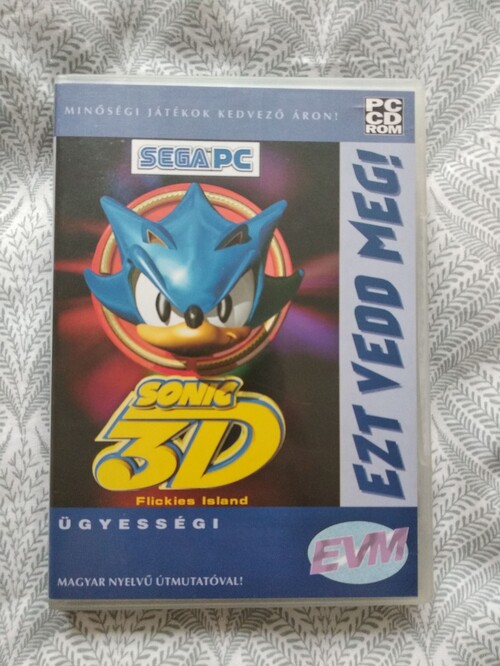 MINŐSÉGI JÁTÉKOK KEDVEZŐ ÁRON!
PC
CD
ROM
SEGA PC
EZT VEDD MEG!
SONIC
3D
Flickies Island
ÜGYESSÉGI
EVM
MAGYAR NYELVŰ ÚTMUTATÓVAL!